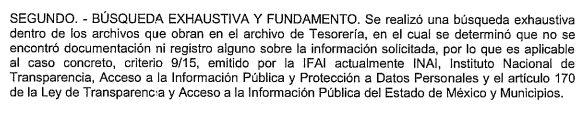 SEGUNDO. - BÚSQUEDA EXHAUSTIVA Y FUNDAMENTO. Se realizó una búsqueda exhaustiva
dentro de los archivos que obran en el archivo de Tesorería, en el cual se determinó que no se
encontró documentación ni registro alguno sobre la información solicitada, por lo que es aplicable
al caso concreto, criterio 9/15, emitido por la IFAI actualmente INAI, Instituto Nacional de
Transparencia, Acceso a la Información Pública y Protección a Datos Personales y el artículo 170
de la Ley de Transparencia y Acceso a la Información Pública del Estado de México y Municipios.